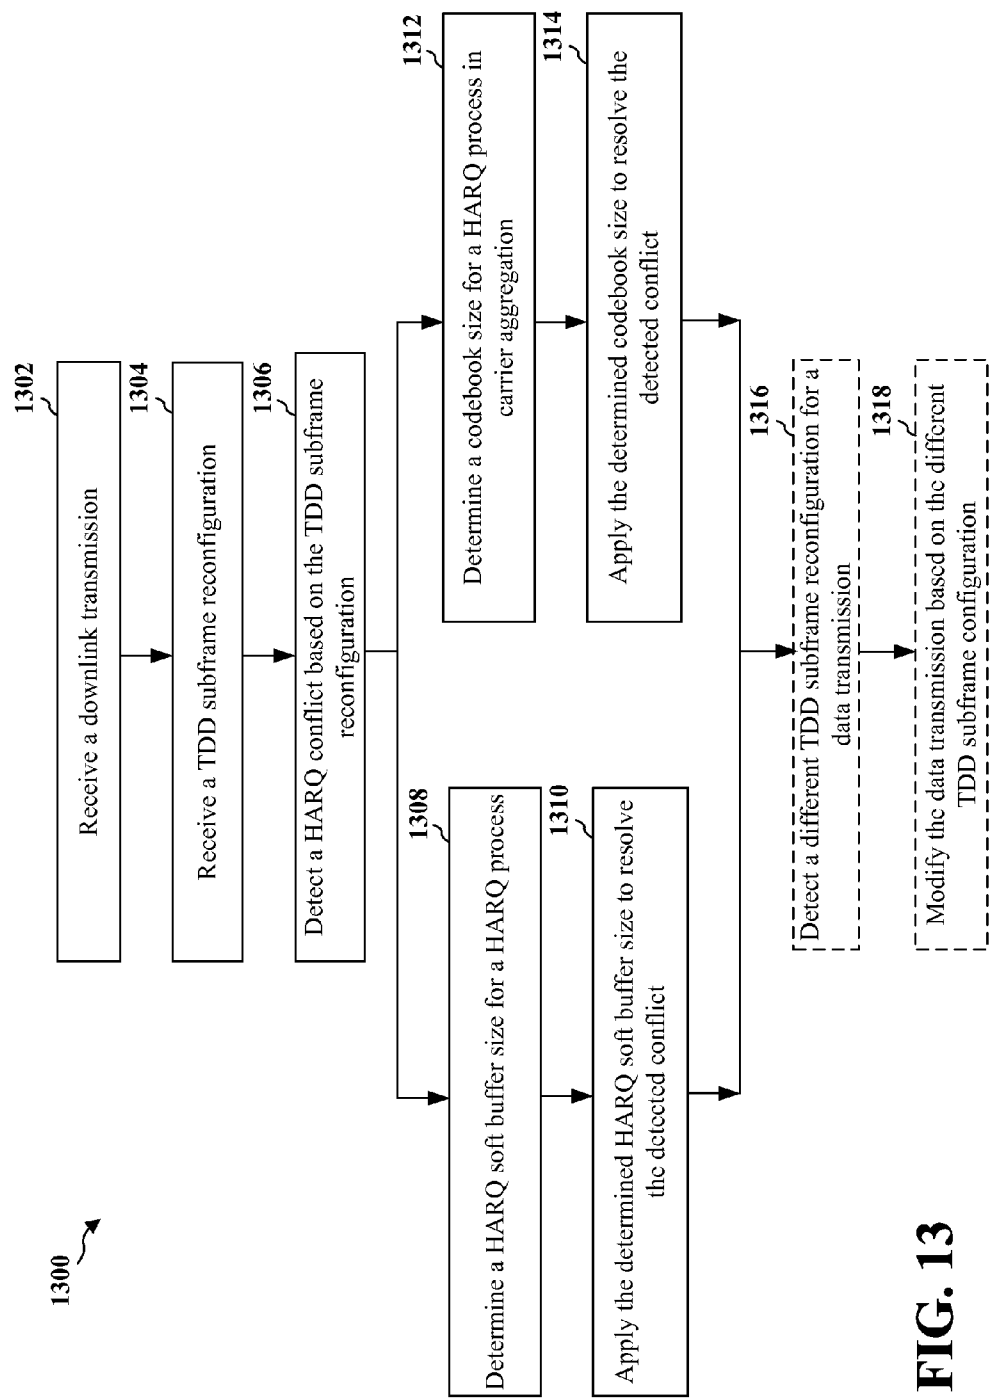 1300
1302
Receive a downlink transmission
1304
Receive a TDD subframe reconfiguration
1306
Detect a HARQ conflict based on the TDD subframe
reconfiguration
1308
Determine a HARQ soft buffer size for a HARQ process
1310
Apply the determined HARQ soft buffer size to resolve
the detected conflict
1312
Determine a codebook size for a HARQ process in
carrier aggregation
1314
Apply the determined codebook size to resolve the
detected conflict
1316
Detect a different TDD subframe reconfiguration for a
data transmission
1318
Modify the data transmission based on the different
TDD subframe configuration
FIG. 13